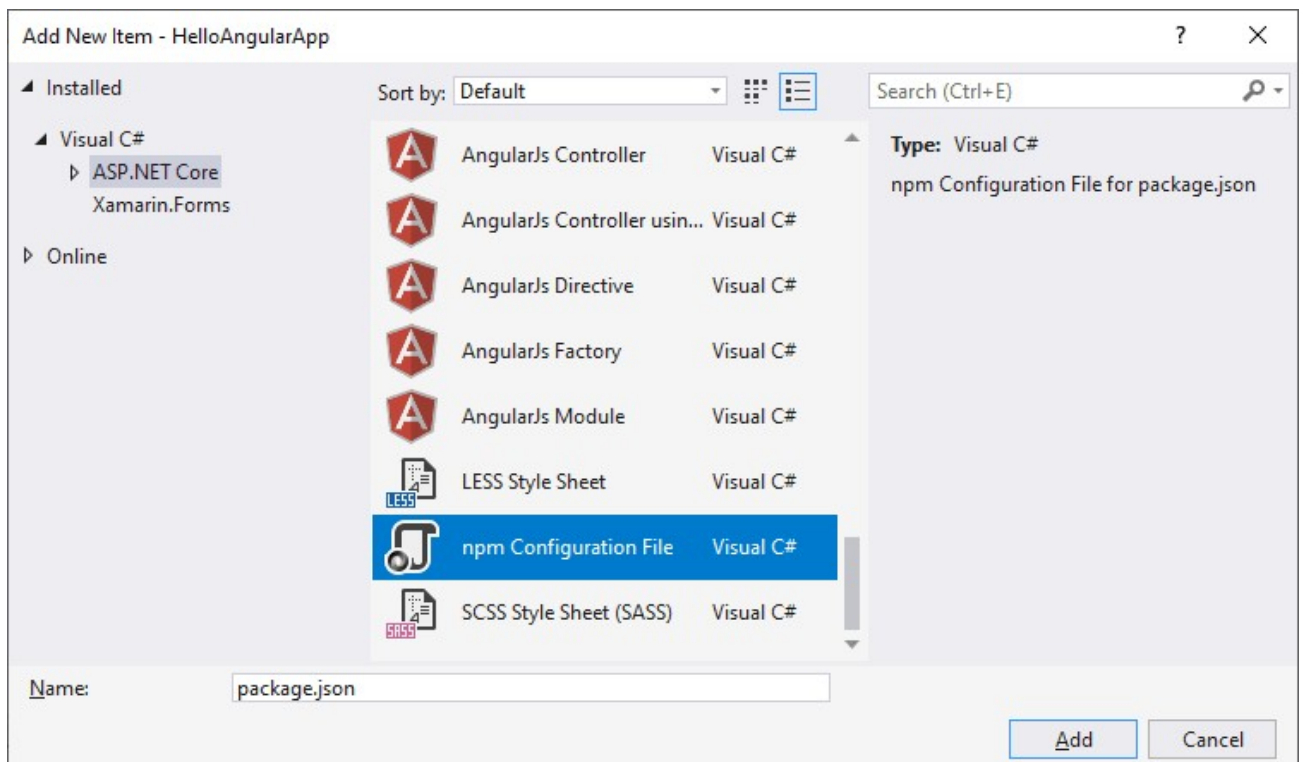 Add New Item - HelloAngularApp
?
Installed
Sort by: Default
Search (Ctrl+E)
Visual C#
ASP.NET Core
Xamarin.Forms
Online
AngularJs Controller Visual C#
AngularJs Controller usin... Visual C#
AngularJs Directive Visual C#
AngularJs Factory Visual C#
AngularJs Module Visual C#
LESS
LESS Style Sheet Visual C#
npm Configuration File Visual C#
SASS
SCSS Style Sheet (SASS) Visual C#
Type: Visual C#
npm Configuration File for package.json
Name: package.json
Add Cancel